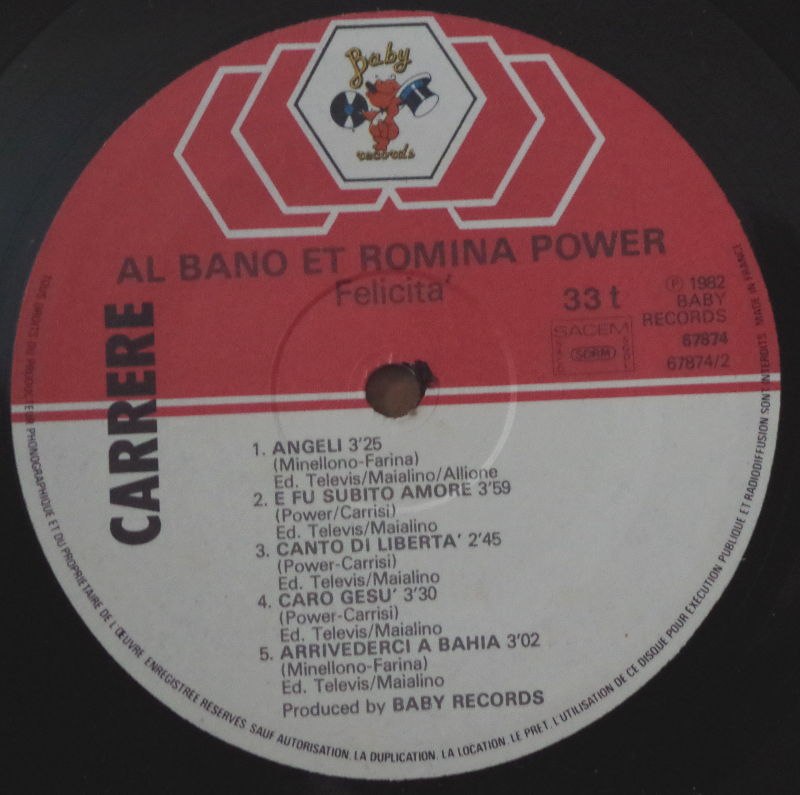 Baby
records
AL BANO ET ROMINA POWER
Felicita'
33 t
℗ 1982
BABY
RECORDS
67874
67874/2
SACEM
SDRM
CARRERE
1. ANGELI 3'25
(Minellono-Farina)
Ed. Televis/Maialino/Allione
2. E FU SUBITO AMORE 3'59
(Power/Carrisi)
Ed. Televis/Maialino
3. CANTO DI LIBERTA' 2'45
(Power-Carrisi)
Ed. Televis/Maialino
4. CARO GESU' 3'30
(Power-Carrisi)
Ed. Televis/Maialino
5. ARRIVEDERCI A BAHIA 3'02
(Minellono-Farina)
Ed. Televis/Maialino
Produced by BABY RECORDS
TOUS DROITS DU PRODUCTEUR PHONOGRAPHIQUE ET DU PROPRIETAIRE DE L'ŒUVRE ENREGISTREE RESERVES. SAUF AUTORISATION, LA DUPLICATION, LA LOCATION, LE PRET, L'UTILISATION DE CE DISQUE POUR EXECUTION PUBLIQUE ET RADIODIFFUSION SONT INTERDITS. MADE IN FRANCE